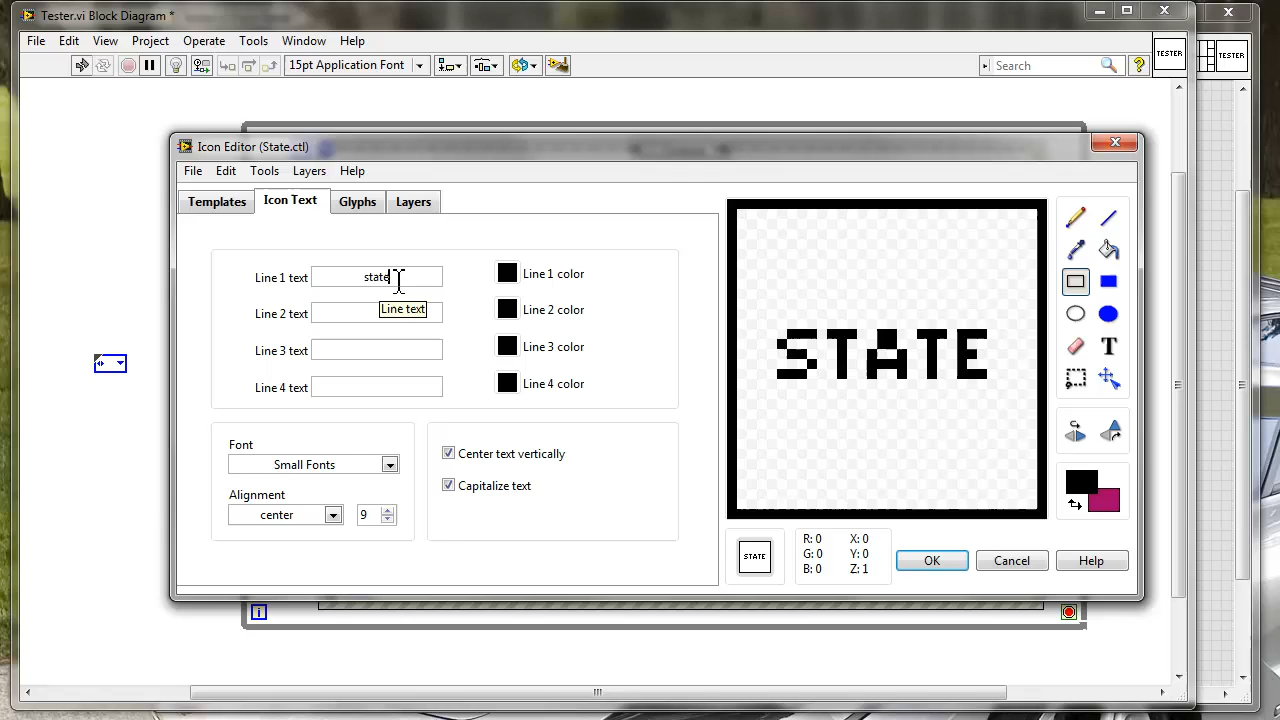 Tester.vi Block Diagram *
File Edit View Project Operate Tools Window Help
15pt Application Font
Search
?
TESTER
TESTER
Icon Editor (State.ctl)
File Edit Tools Layers Help
Templates Icon Text Glyphs Layers
Line 1 text state Line 1 color
Line text
Line 2 text Line 2 color
Line 3 text Line 3 color
Line 4 text Line 4 color
Font
Small Fonts
Alignment
center 9
Center text vertically
Capitalize text
STATE
T
STATE
R: 0 X: 0
G: 0 Y: 0
B: 0 Z: 1
OK Cancel Help
i